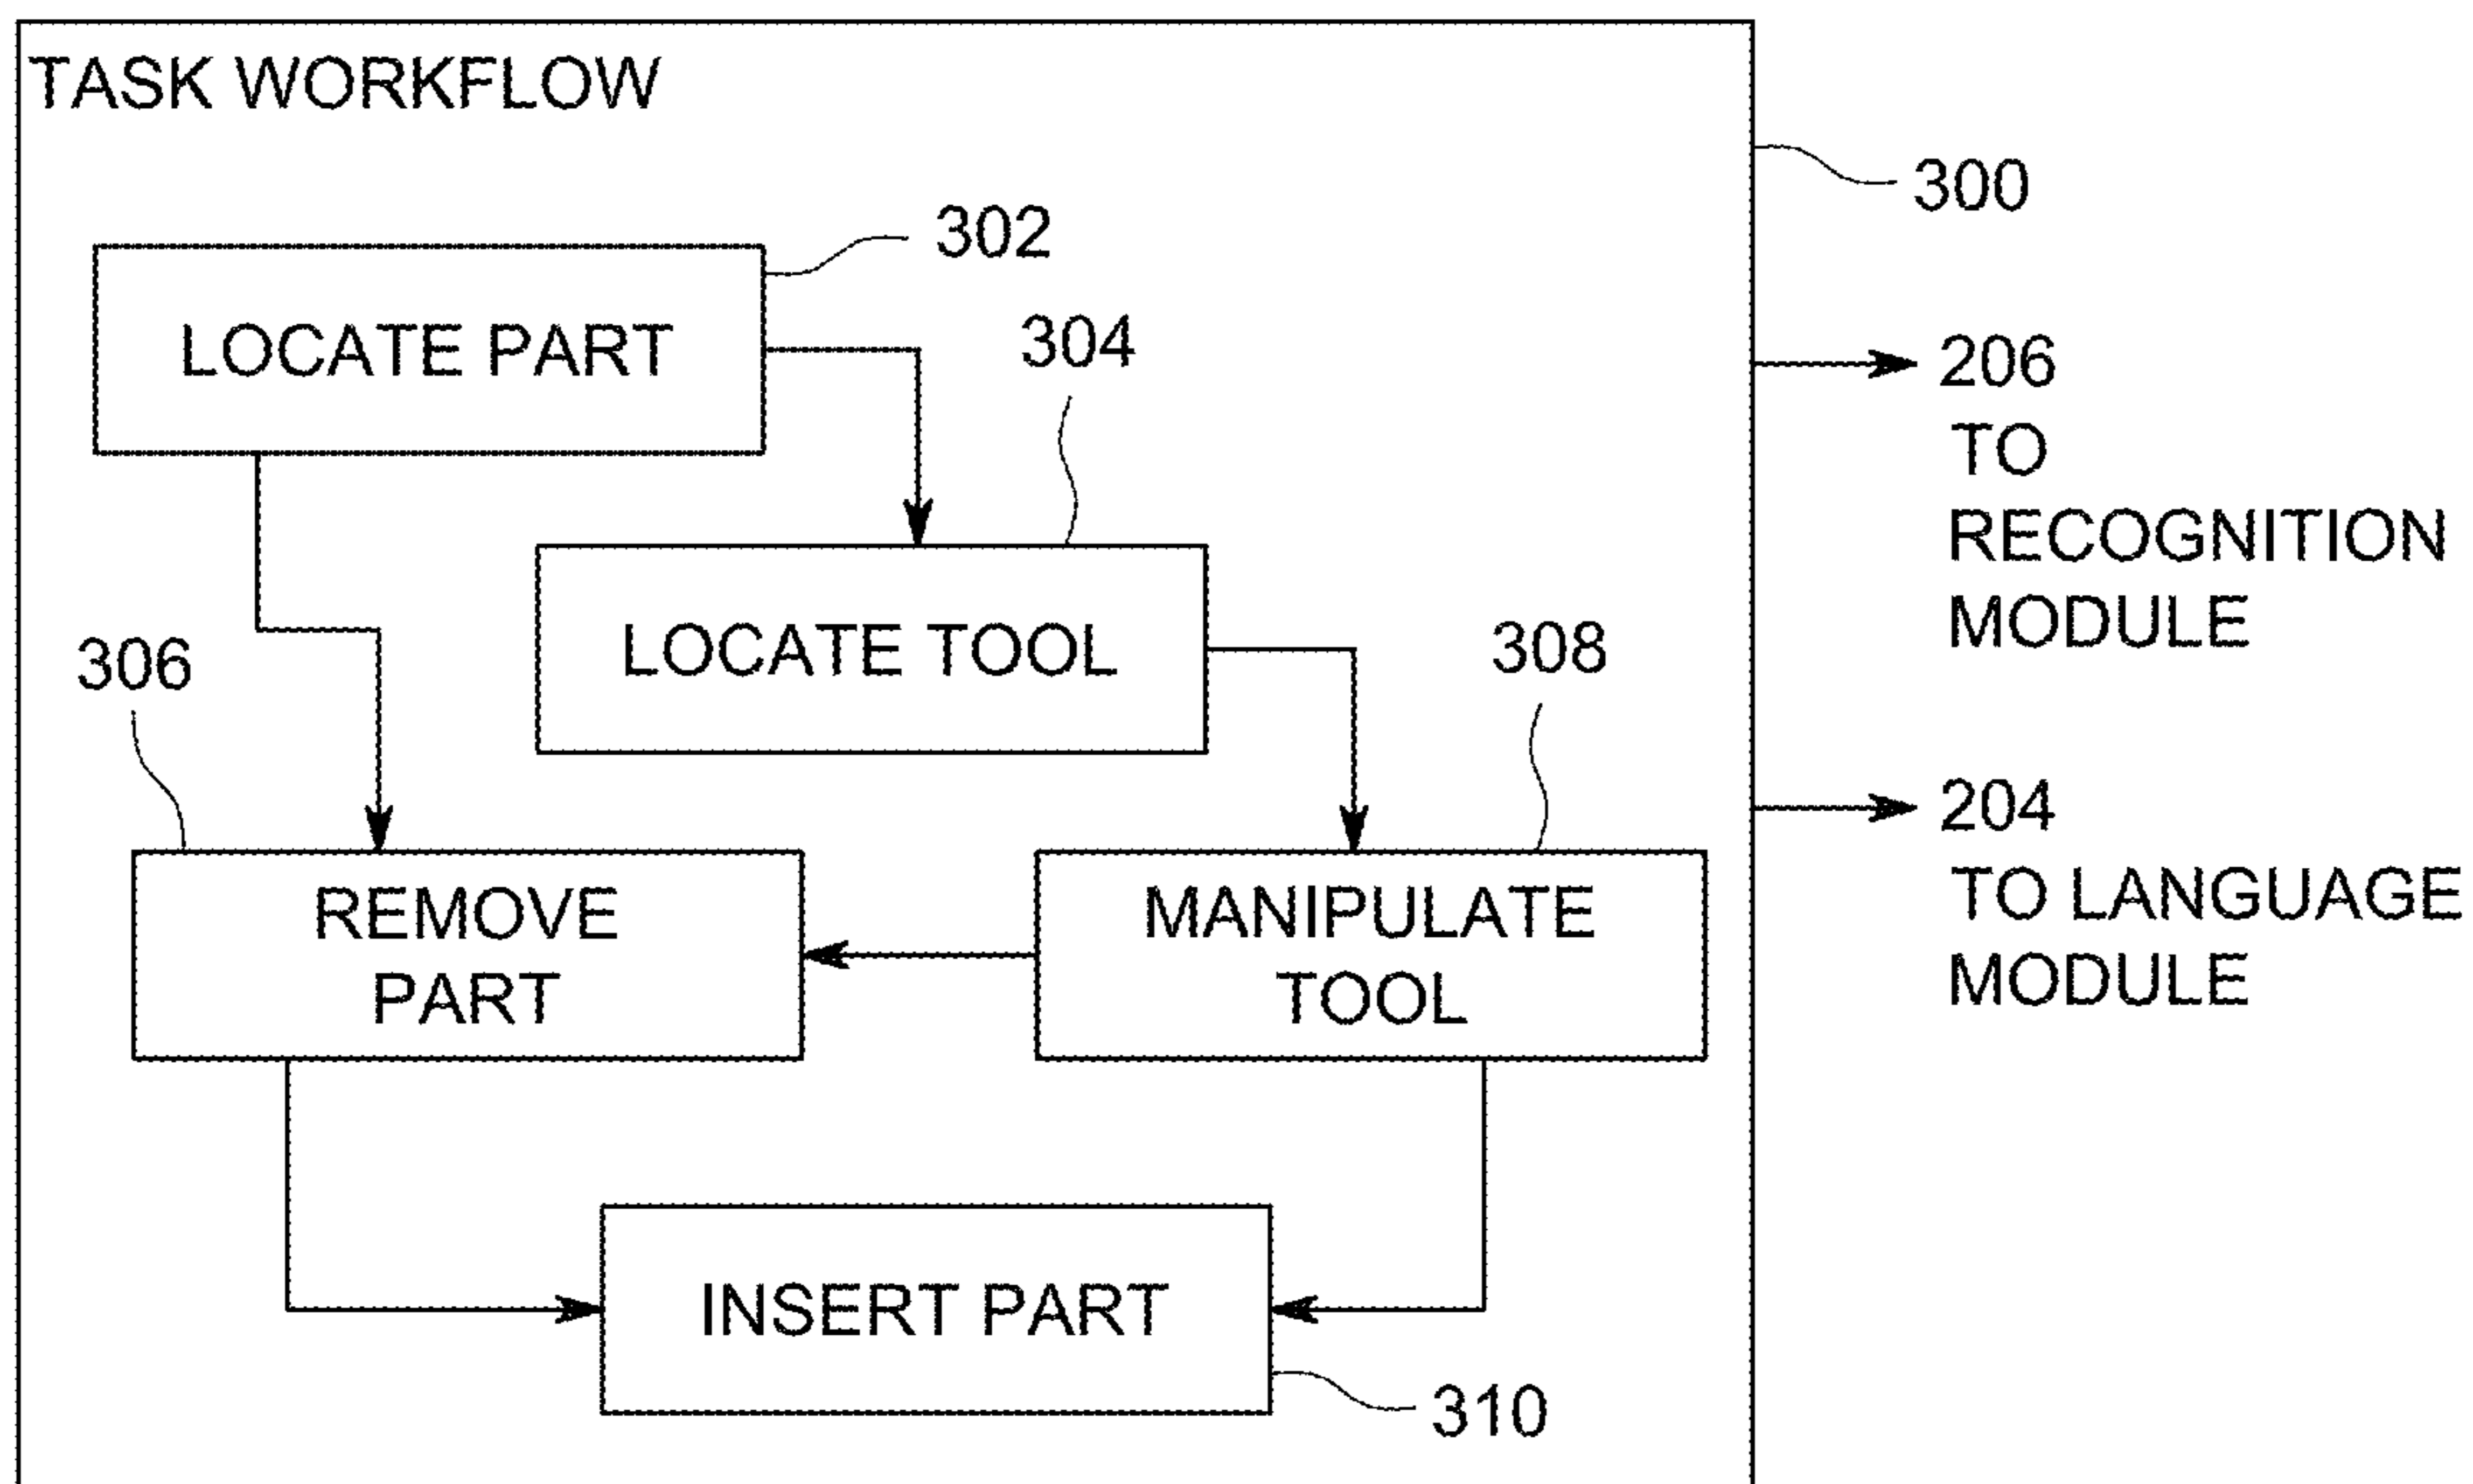 TASK WORKFLOW
300
302
LOCATE PART
304
206
TO
RECOGNITION
MODULE
LOCATE TOOL
306
308
204
TO LANGUAGE
MODULE
REMOVE
PART
MANIPULATE
TOOL
INSERT PART
310